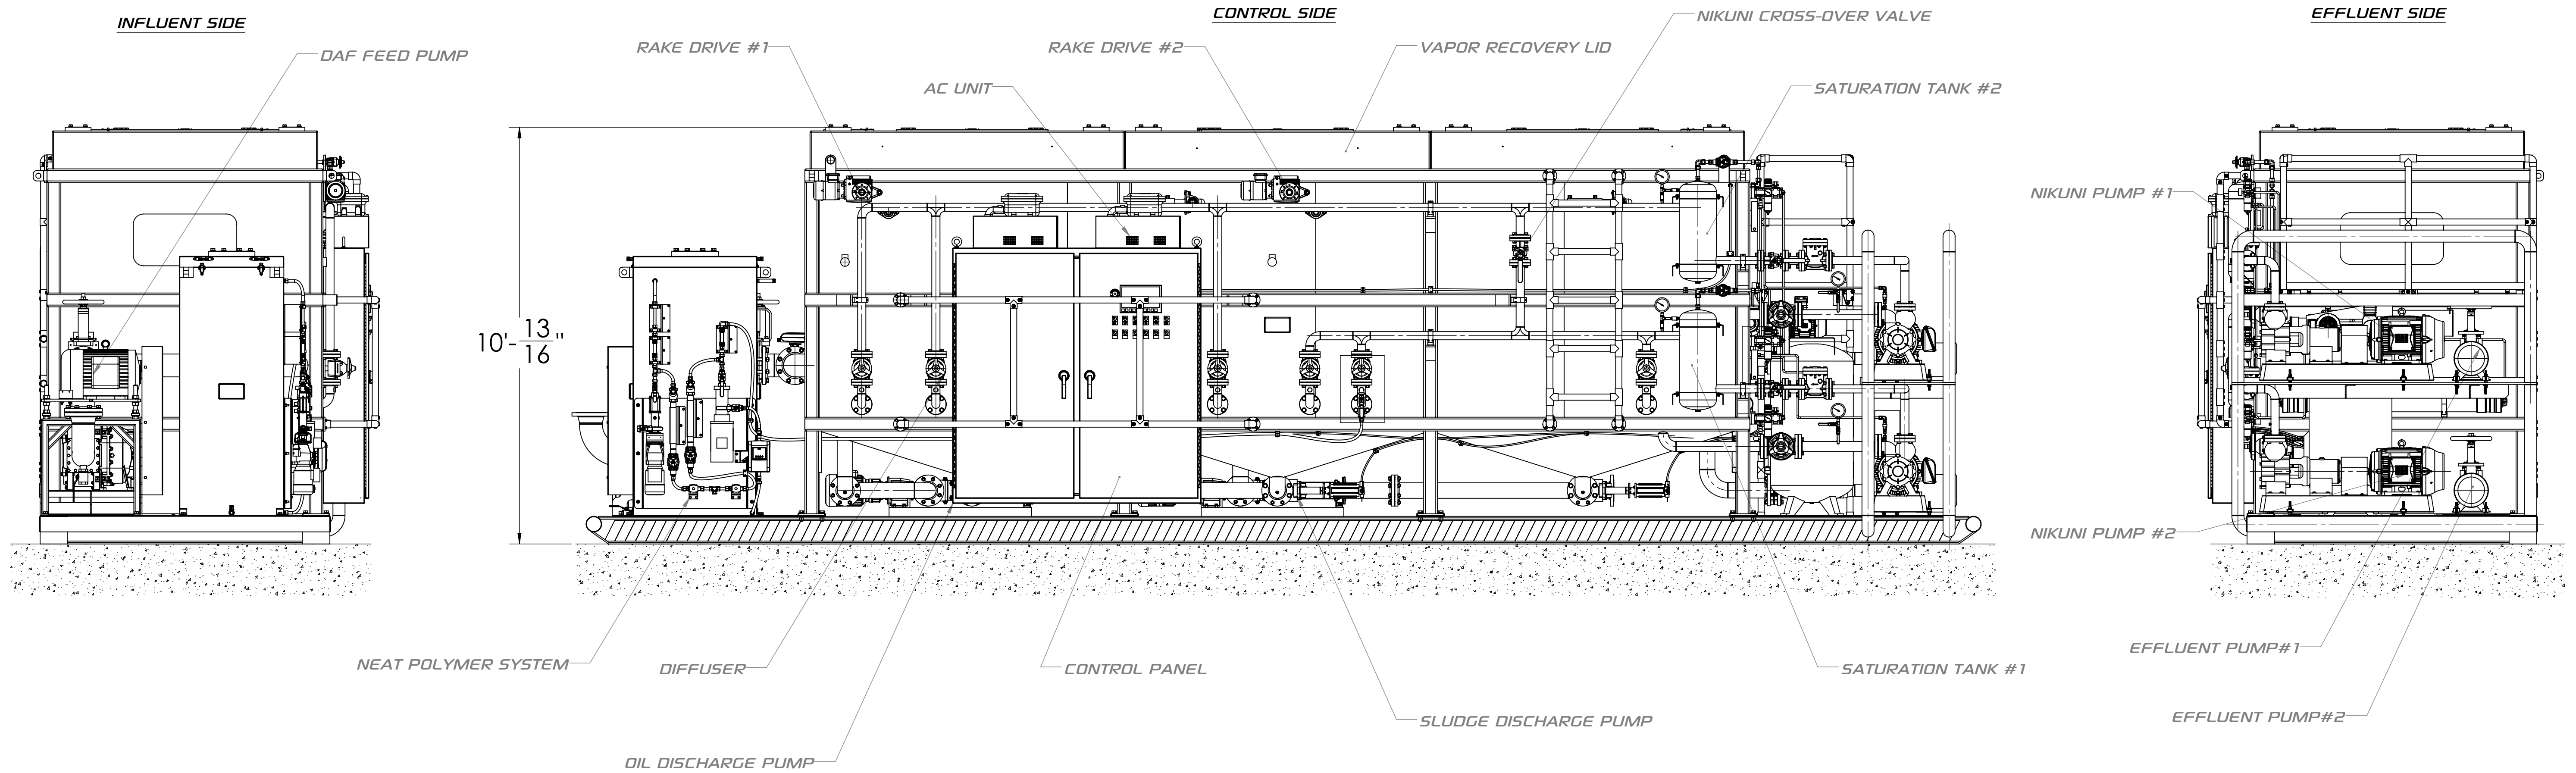 INFLUENT SIDE
CONTROL SIDE
EFFLUENT SIDE
DAF FEED PUMP
RAKE DRIVE #1
RAKE DRIVE #2
NIKUNI CROSS-OVER VALVE
VAPOR RECOVERY LID
AC UNIT
SATURATION TANK #2
NIKUNI PUMP #1
10'-13/16"
NIKUNI PUMP #2
NEAT POLYMER SYSTEM
DIFFUSER
CONTROL PANEL
SATURATION TANK #1
EFFLUENT PUMP#1
SLUDGE DISCHARGE PUMP
EFFLUENT PUMP#2
OIL DISCHARGE PUMP